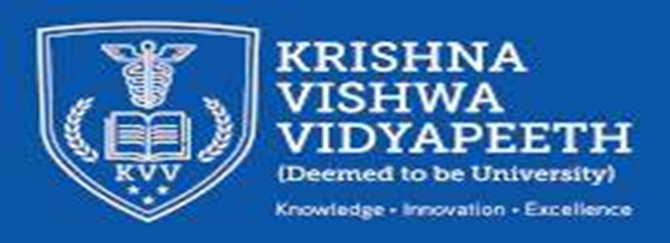 KVV
KRISHNA
VISHWA
VIDYAPEETH
(Deemed to be University)
Knowledge - Innovation - Excellence